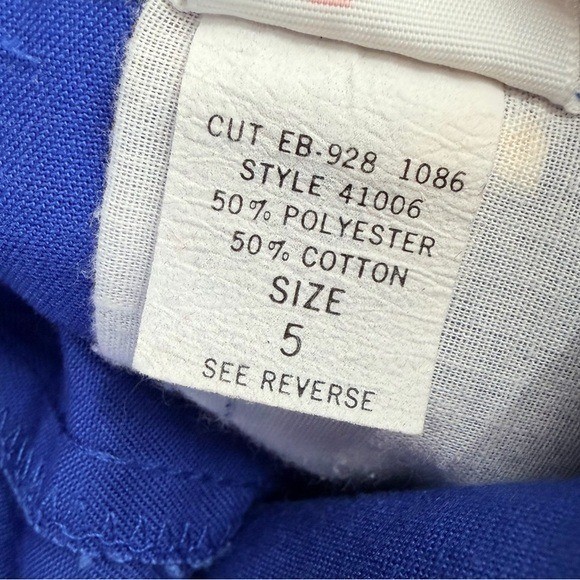 CUT EB-928 1086
STYLE 41006
50% POLYESTER
50% COTTON
SIZE
5
SEE REVERSE